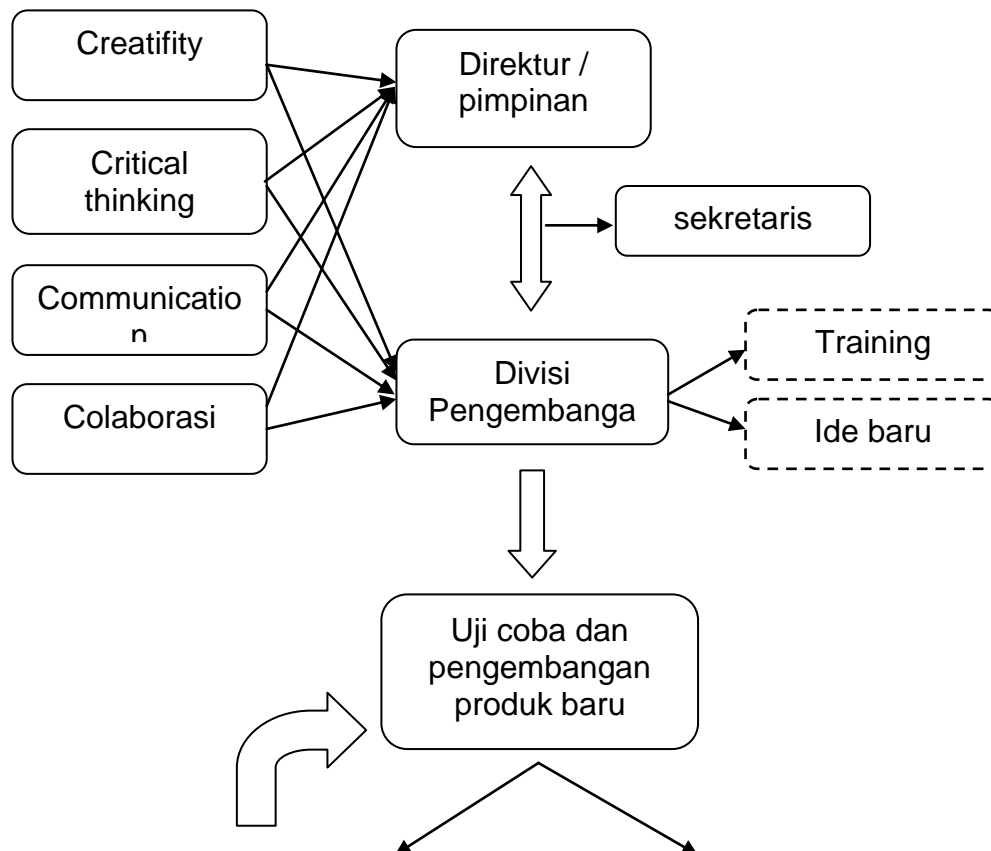 Creatifity
Direktur /
pimpinan
Critical
thinking
sekretaris
Communicatio
n
Training
Divisi
Pengembanga
Colaborasi
Ide baru
Uji coba dan
pengembangan
produk baru